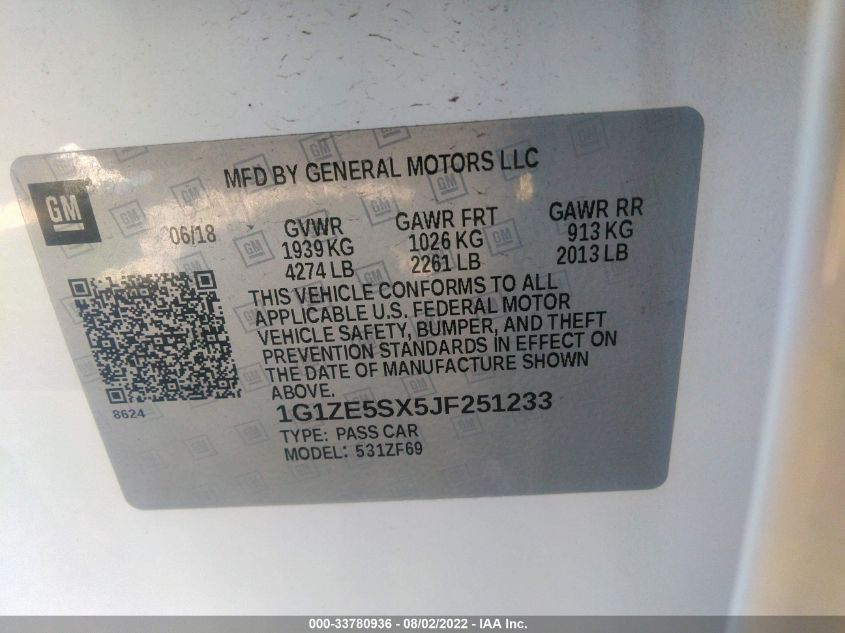 MFD BY GENERAL MOTORS LLC
GM
06/18
GVWR
1939 KG
4274 LB
GAWR FRT
1026 KG
2261 LB
GAWR RR
913 KG
2013 LB
THIS VEHICLE CONFORMS TO ALL
APPLICABLE U.S. FEDERAL MOTOR
VEHICLE SAFETY, BUMPER, AND THEFT
PREVENTION STANDARDS IN EFFECT ON
THE DATE OF MANUFACTURE SHOWN
ABOVE.
8624
1G1ZE5SX5JF251233
TYPE: PASS CAR
MODEL: 531ZF69
000-33780936 - 08/02/2022 - IAA Inc.